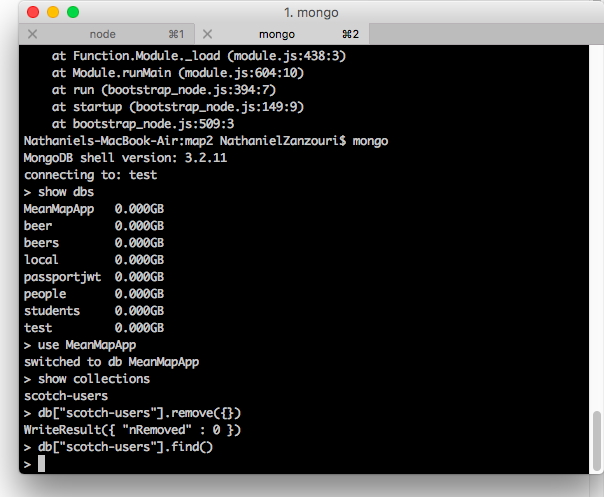 1. mongo
node ⌘1 mongo ⌘2
at Function.Module._load (module.js:438:3)
at Module.runMain (module.js:604:10)
at run (bootstrap_node.js:394:7)
at startup (bootstrap_node.js:149:9)
at bootstrap_node.js:509:3
Nathaniels-MacBook-Air:map2 NathanielZanzouri$ mongo
MongoDB shell version: 3.2.11
connecting to: test
> show dbs
MeanMapApp   0.000GB
beer         0.000GB
beers        0.000GB
local        0.000GB
passportjwt  0.000GB
people       0.000GB
students     0.000GB
test         0.000GB
> use MeanMapApp
switched to db MeanMapApp
> show collections
scotch-users
> db["scotch-users"].remove({})
WriteResult({ "nRemoved" : 0 })
> db["scotch-users"].find()
>